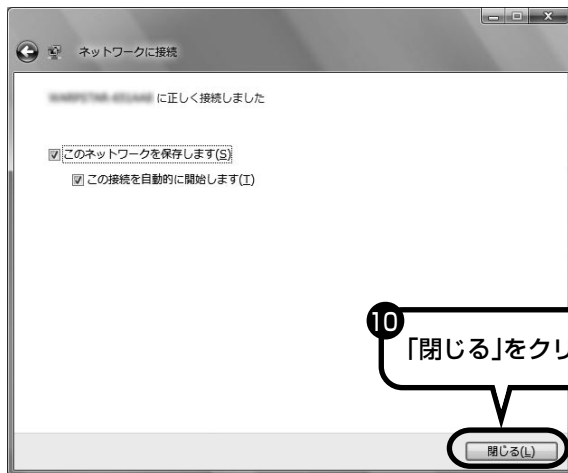 ネットワークに接続
に正しく接続しました
このネットワークを保存します(S)
この接続を自動的に開始します(T)
10
「閉じる」をクリ
閉じる(L)